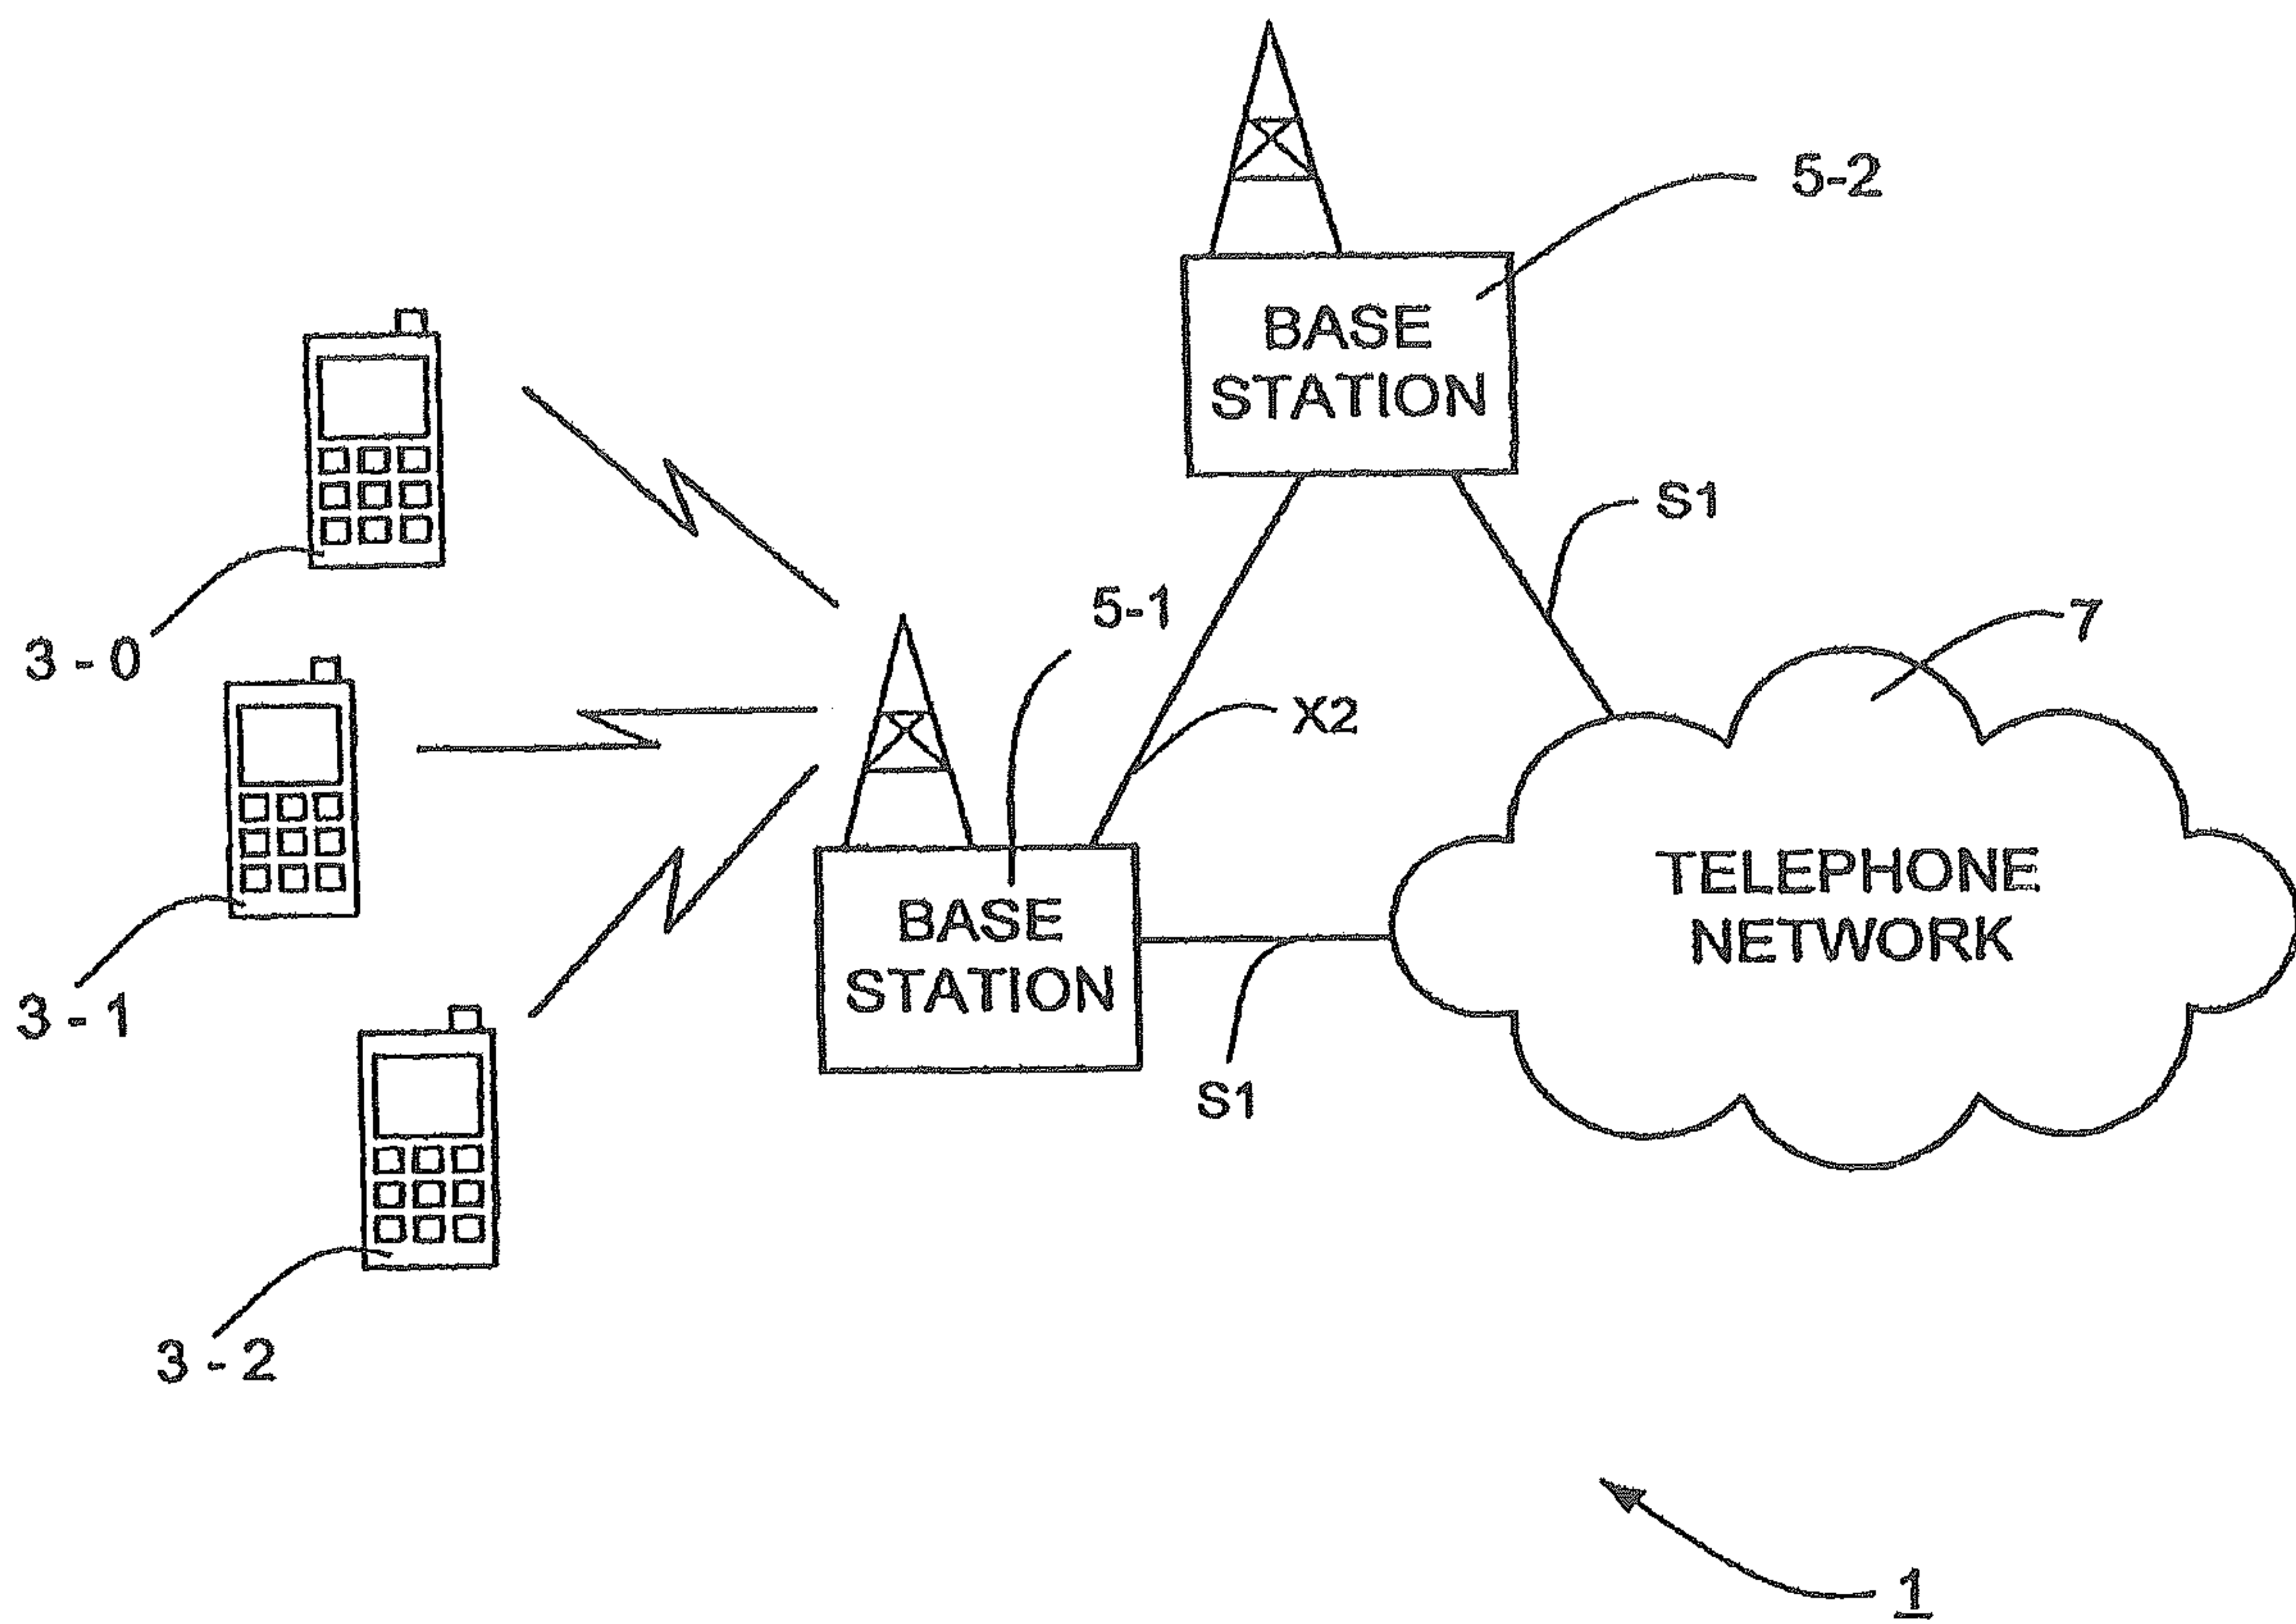 5-2
BASE
STATION
S1
5-1
7
3 - 0
X2
TELEPHONE
NETWORK
BASE
STATION
3 - 1
S1
3 - 2
1